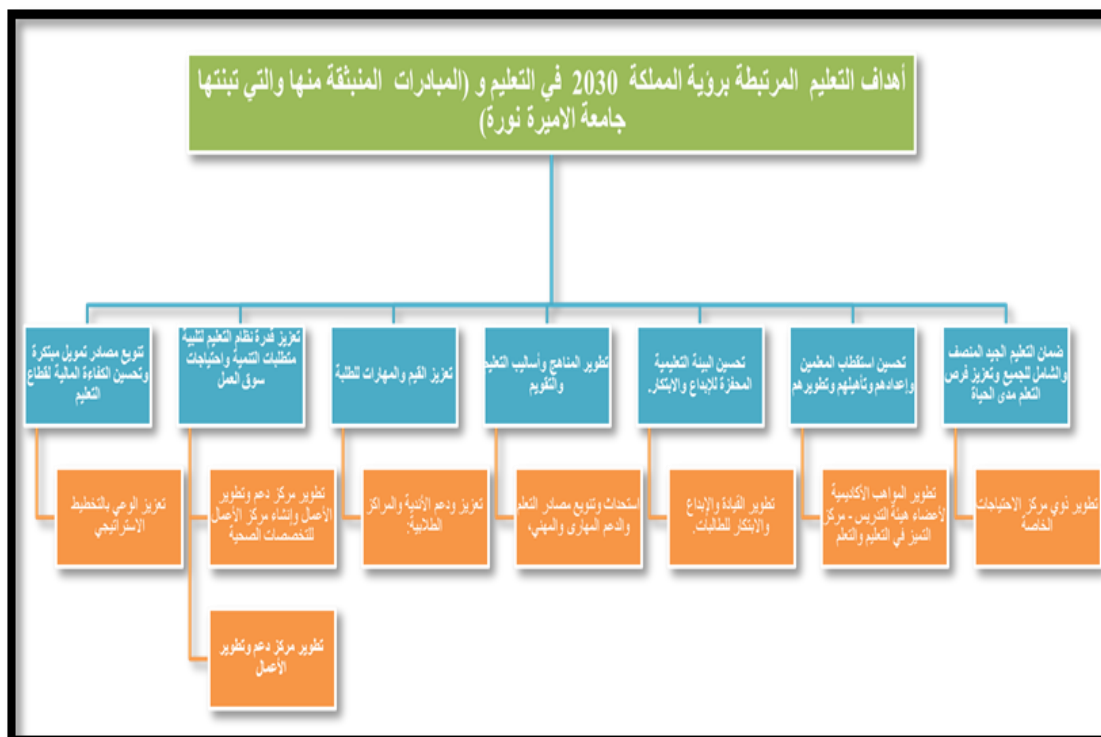 أهداف التعليم المرتبطة برؤية المملكة 2030 في التعليم و (المبادرات المنبثقة منها والتي تبنتها
جامعة الاميرة نورة)
ضمان التعليم الجيد المنصف
والشامل للجميع وتعزيز فرص
التعلم مدى الحياة
تحسين استقطاب المعلمين
وإعدادهم وتأهيلهم وتطويرهم
تحسين البيئة التعليمية
المحفزة للإبداع والابتكار.
تطوير المناهج وأساليب التعليم
والتقويم
تعزيز القيم والمهارات للطلبة
تعزيز قدرة نظام التعليم لتلبية
متطلبات التنمية واحتياجات
سوق العمل
تنويع مصادر تمويل مبتكرة
وتحسين الكفاءة المالية لقطاع
التعليم
تطوير ذوي مركز الاحتياجات
الخاصة
تطوير المواهب الأكاديمية
لأعضاء هيئة التدريس - مركز
التميز في التعليم والتعلم
تطوير القيادة والإبداع
والابتكار للطالبات.
استحداث وتنويع مصادر التعلم
والدعم المهارى والمهني،
تعزيز ودعم الأندية والمراكز
الطلابية.
تطوير مركز دعم وتطوير
الأعمال وإنشاء مركز الأعمال
للتخصصات الصحية
تعزيز الوعي بالتخطيط
الاستراتيجي
تطوير مركز دعم وتطوير
الأعمال